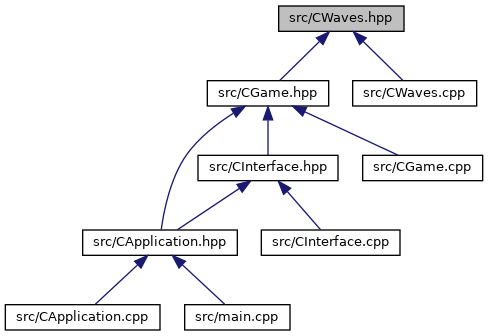 src/CWaves.hpp
src/CGame.hpp
src/CWaves.cpp
src/CInterface.hpp
src/CGame.cpp
src/CApplication.hpp
src/CInterface.cpp
src/CApplication.cpp
src/main.cpp